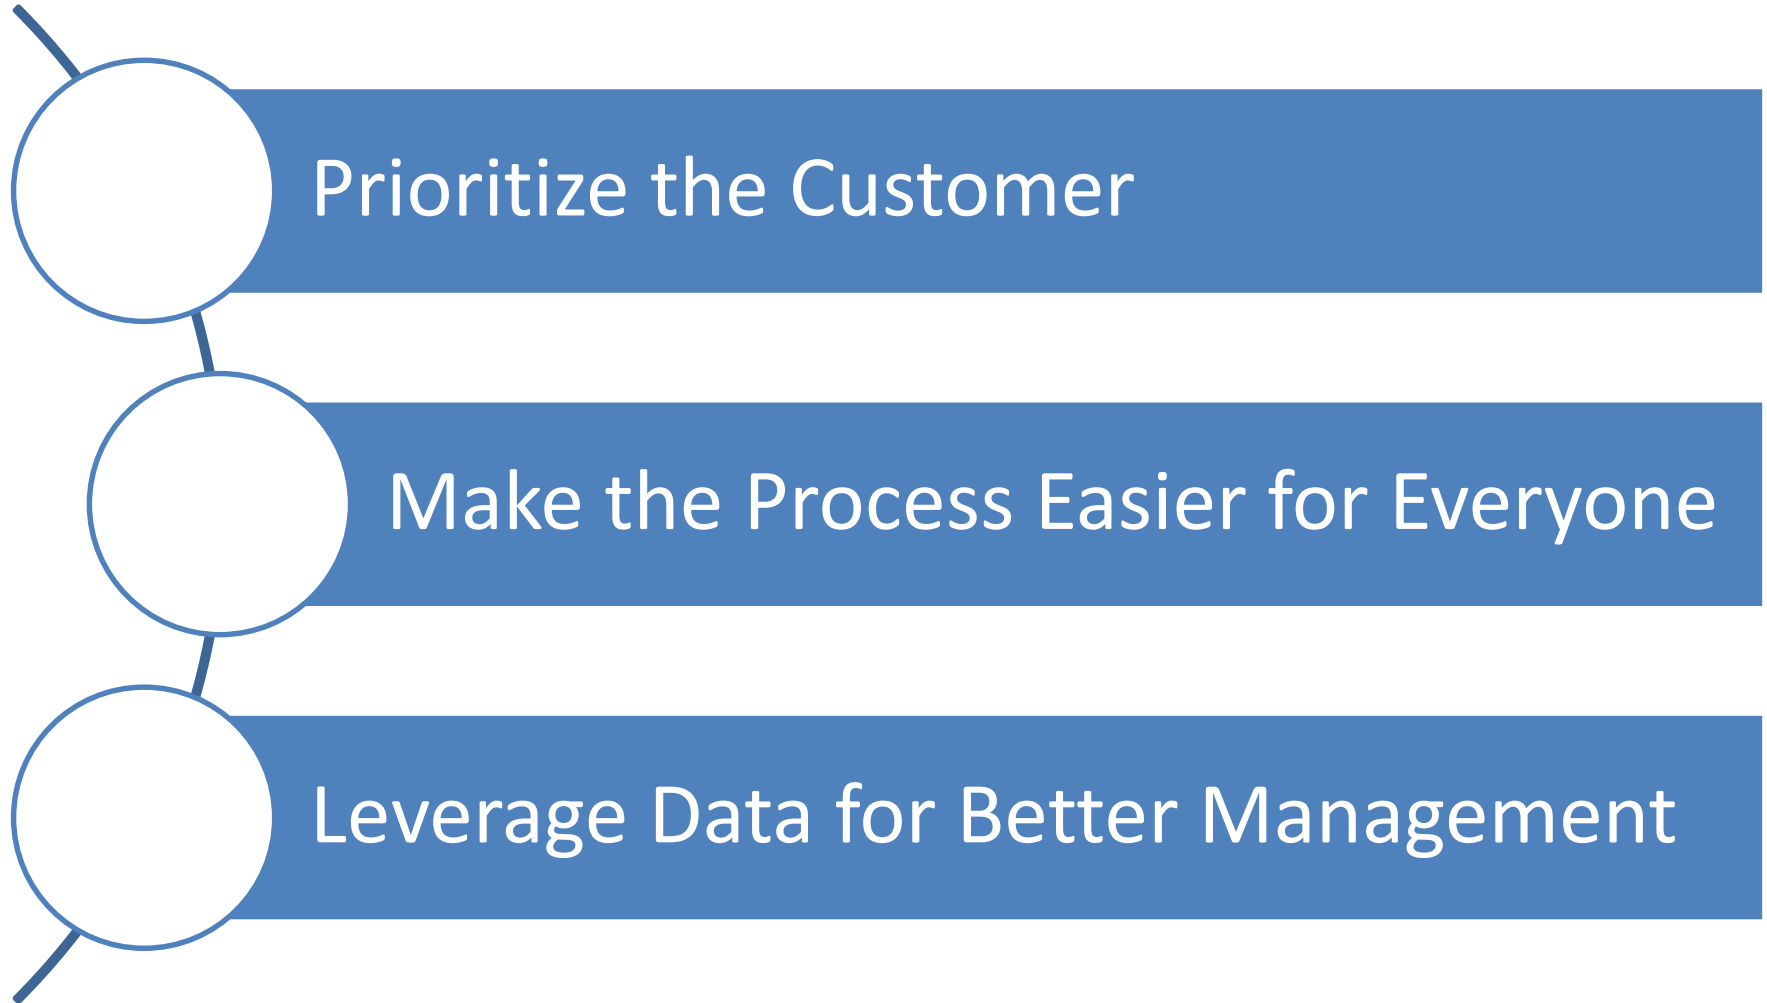 Prioritize the Customer
Make the Process Easier for Everyone
Leverage Data for Better Management